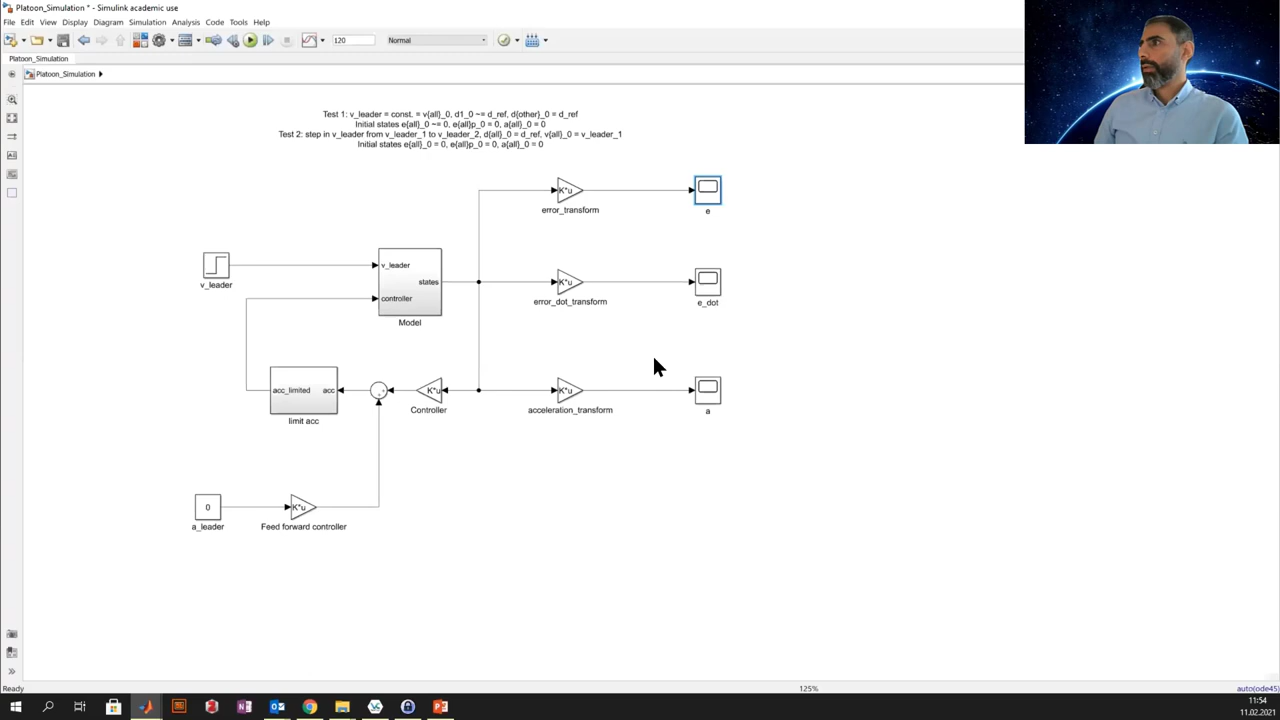 Platoon_Simulation * - Simulink academic use
File Edit View Display Diagram Simulation Analysis Code Tools Help
120 Normal
Platoon_Simulation
Platoon_Simulation
Test 1: v_leader = const. = v{all}_0, d1_0 ~= d_ref, d{other}_0 = d_ref
Initial states e{all}_0 ~= 0, e{all}p_0 = 0, a{all}_0 = 0
Test 2: step in v_leader from v_leader_1 to v_leader_2, d{all}_0 = d_ref, v{all}_0 = v_leader_1
Initial states e{all}_0 = 0, e{all}p_0 = 0, a{all}_0 = 0
K*u
error_transform
e
v_leader
v_leader
states
controller
Model
K*u
error_dot_transform
e_dot
acc_limited acc
limit acc
K*u
Controller
K*u
acceleration_transform
a
0
a_leader
K*u
Feed forward controller
Ready
125%
auto(ode45)
11:54
11.02.2021